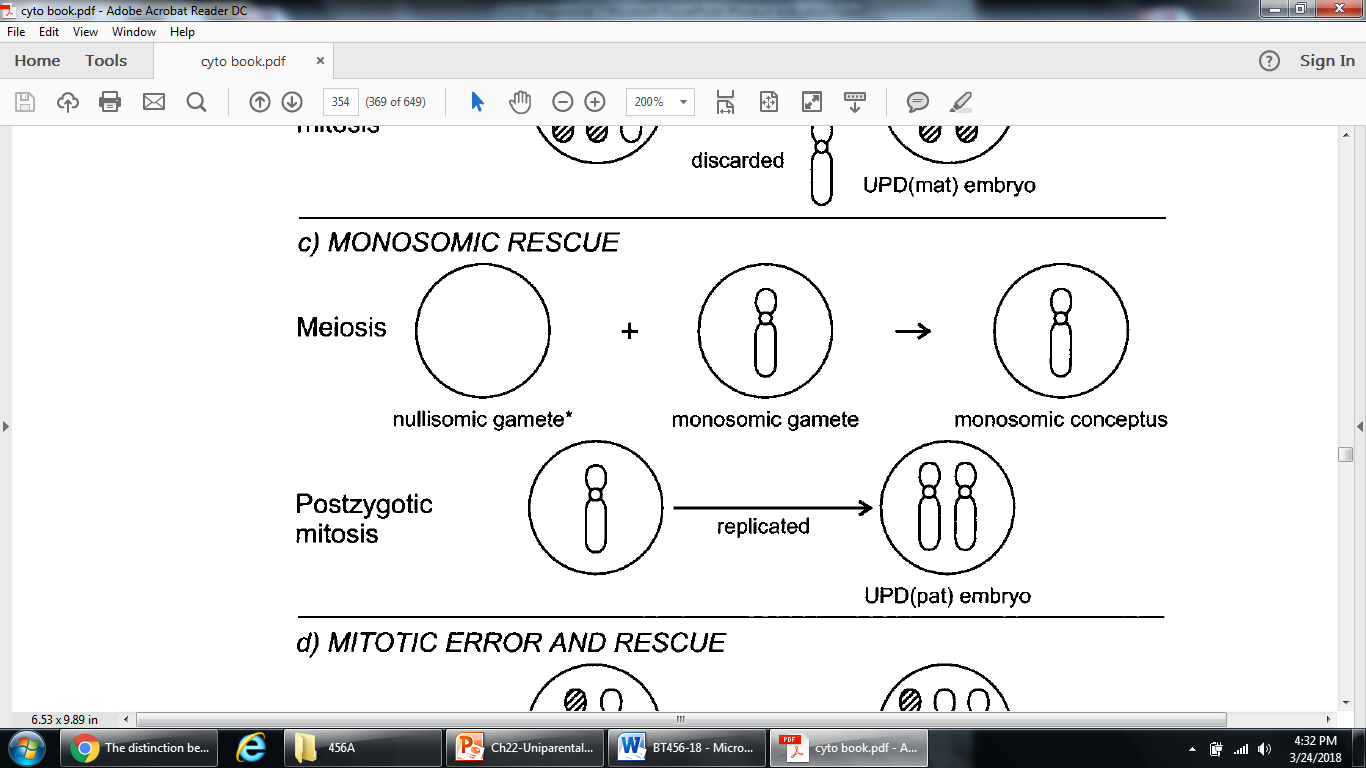 cyto book.pdf - Adobe Acrobat Reader DC
File Edit View Window Help
Home Tools cyto book.pdf × ? Sign In
354 (369 of 649) 200%
mitosis
discarded
UPD(mat) embryo
c) MONOSOMIC RESCUE
Meiosis + →
nullisomic gamete* monosomic gamete monosomic conceptus
Postzygotic
mitosis
replicated
UPD(pat) embryo
d) MITOTIC ERROR AND RESCUE
6.53 x 9.89 in
The distinction be... 456A Ch22-Uniparental... BT456-18 - Micro... cyto book.pdf - A...
4:32 PM
3/24/2018